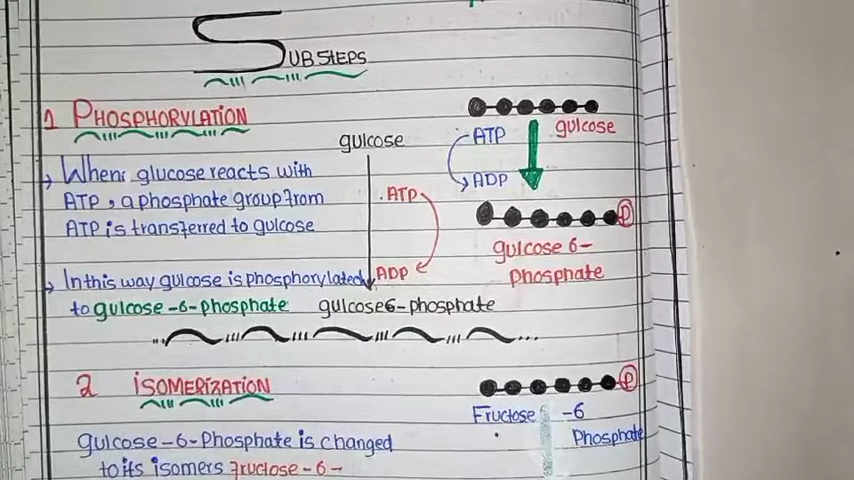 SUBSTEPS
1 PHOSPHORYLATION
When glucose reacts with
ATP, a phosphate group from
ATP is transferred to gulcose
In this way gulcose is phosphorylated
to gulcose -6-phosphate
gulcose
ATP
ADP
gulcose6-phosphate
ATP
gulcose
ADP
P
gulcose 6-
Phosphate
2 ISOMERIZATION
gulcose-6-Phosphate is changed
to its isomers fructose-6-
P
Fructose -6
Phosphate